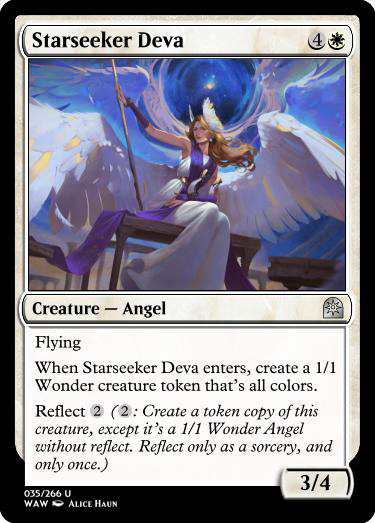 Starseeker Deva 4
Creature — Angel
Flying
When Starseeker Deva enters, create a 1/1
Wonder creature token that's all colors.
Reflect 2 (2: Create a token copy of this
creature, except it's a 1/1 Wonder Angel
without reflect. Reflect only as a sorcery, and
only once.)
3/4
035/266 U
WAW Alice Haun